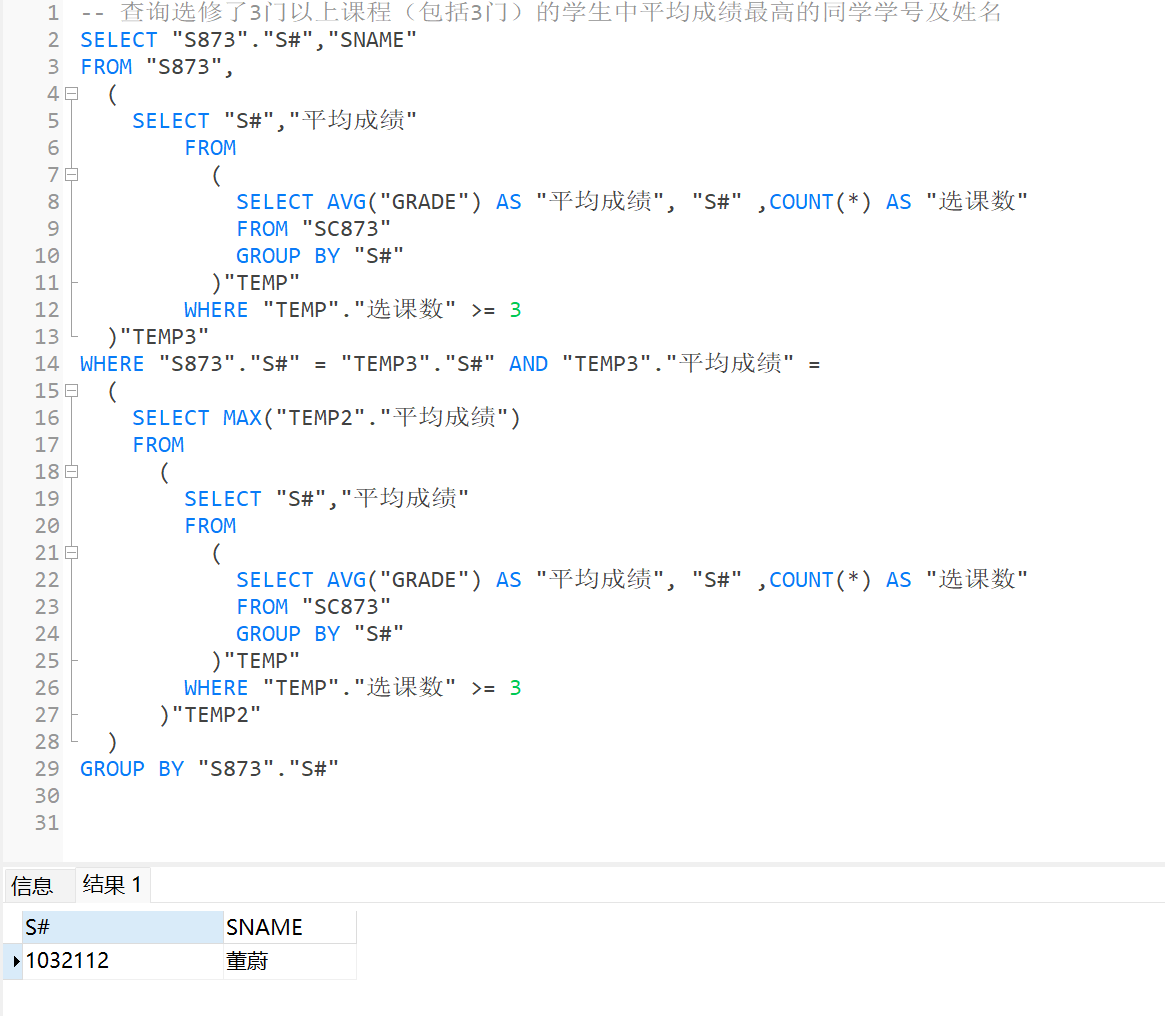 1 -- 查询选修了3门以上课程（包括3门）的学生中平均成绩最高的同学学号及姓名
2 SELECT "S873"."S#","SNAME"
3 FROM "S873",
4 (
5 SELECT "S#","平均成绩"
6 FROM
7 (
8 SELECT AVG("GRADE") AS "平均成绩", "S#" ,COUNT(*) AS "选课数"
9 FROM "SC873"
10 GROUP BY "S#"
11 )"TEMP"
12 WHERE "TEMP"."选课数" >= 3
13 )"TEMP3"
14 WHERE "S873"."S#" = "TEMP3"."S#" AND "TEMP3"."平均成绩" =
15 (
16 SELECT MAX("TEMP2"."平均成绩")
17 FROM
18 (
19 SELECT "S#","平均成绩"
20 FROM
21 (
22 SELECT AVG("GRADE") AS "平均成绩", "S#" ,COUNT(*) AS "选课数"
23 FROM "SC873"
24 GROUP BY "S#"
25 )"TEMP"
26 WHERE "TEMP"."选课数" >= 3
27 )"TEMP2"
28 )
29 GROUP BY "S873"."S#"
30
31
信息 结果 1
S# SNAME
1032112 董蔚